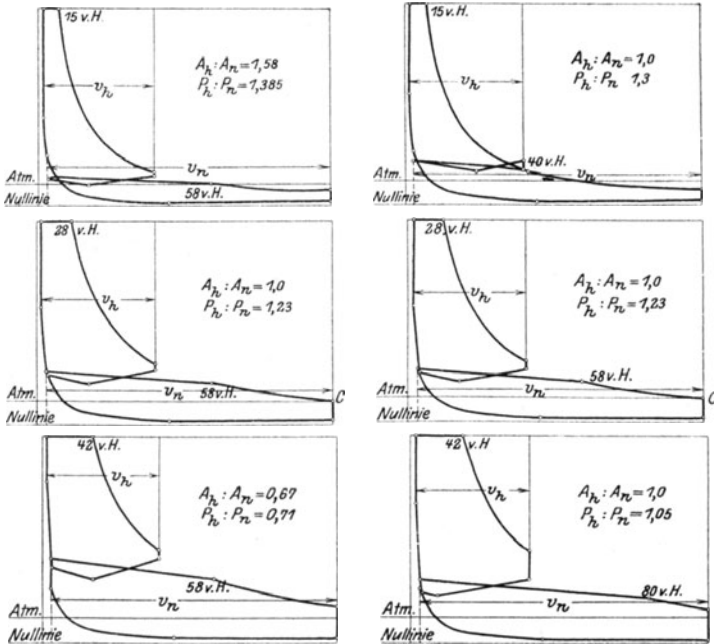 15 v.H.
A_h : A_n = 1,58
P_h : P_n = 1,385
v_h
v_n
Atm.
Nullinie
58 v.H.
15 v.H.
A_h : A_n = 1,0
P_h : P_n 1,3
v_h
40 v.H.
v_n
Atm.
Nullinie
28 v.H.
A_h : A_n = 1,0
P_h : P_n = 1,23
v_h
v_n
58 v.H.
Atm.
C
Nullinie
28 v.H.
A_h : A_n = 1,0
P_h : P_n = 1,23
v_h
58 v.H.
v_n
Atm.
C
Nullinie
42 v.H.
A_h : A_n = 0,67
P_h : P_n = 0,71
v_h
58 v.H.
v_n
Atm.
Nullinie
42 v.H
A_h : A_n = 1,0
P_h : P_n = 1,05
v_h
80 v.H.
v_n
Atm.
Nullinie